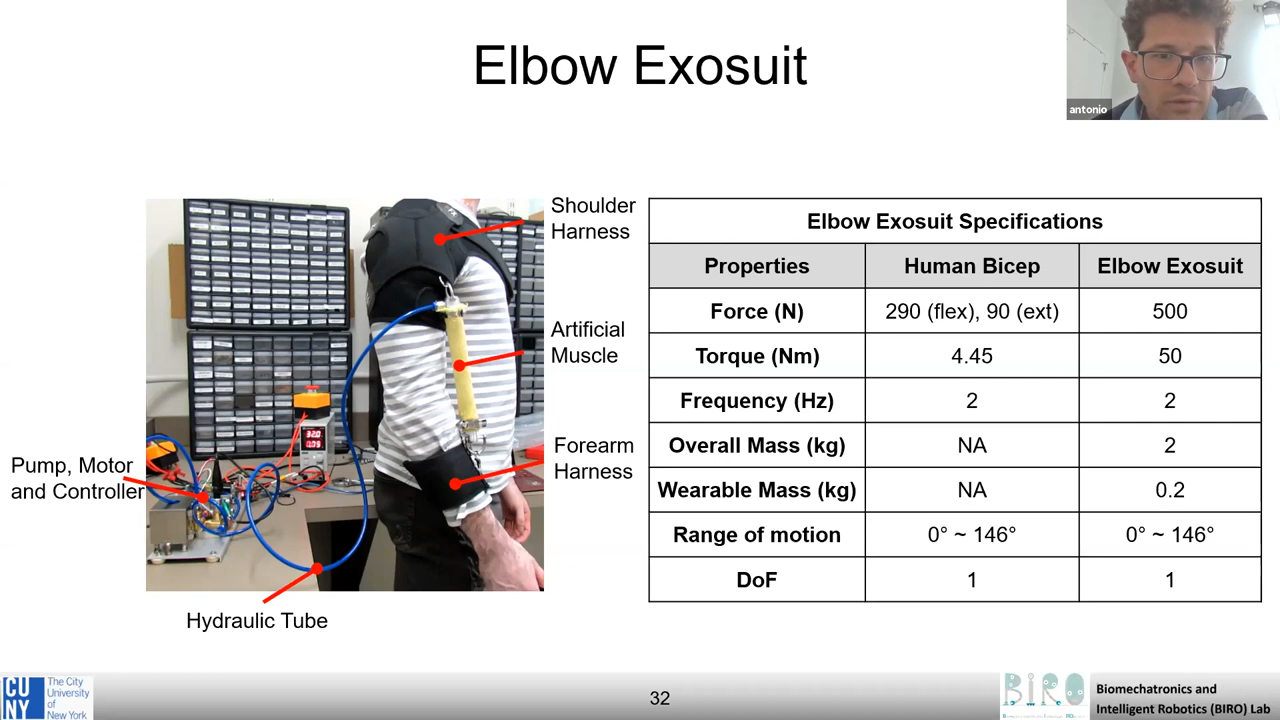 Elbow Exosuit
antonio
Shoulder
Harness
Artificial
Muscle
Forearm
Harness
Pump, Motor
and Controller
Hydraulic Tube
Elbow Exosuit Specifications
Properties Human Bicep Elbow Exosuit
Force (N) 290 (flex), 90 (ext) 500
Torque (Nm) 4.45 50
Frequency (Hz) 2 2
Overall Mass (kg) NA 2
Wearable Mass (kg) NA 0.2
Range of motion 0° ~ 146° 0° ~ 146°
DoF 1 1
CU
NY
The City
University
of
New York
32
BiRO
Biomechatronics and
Intelligent Robotics (BIRO) Lab